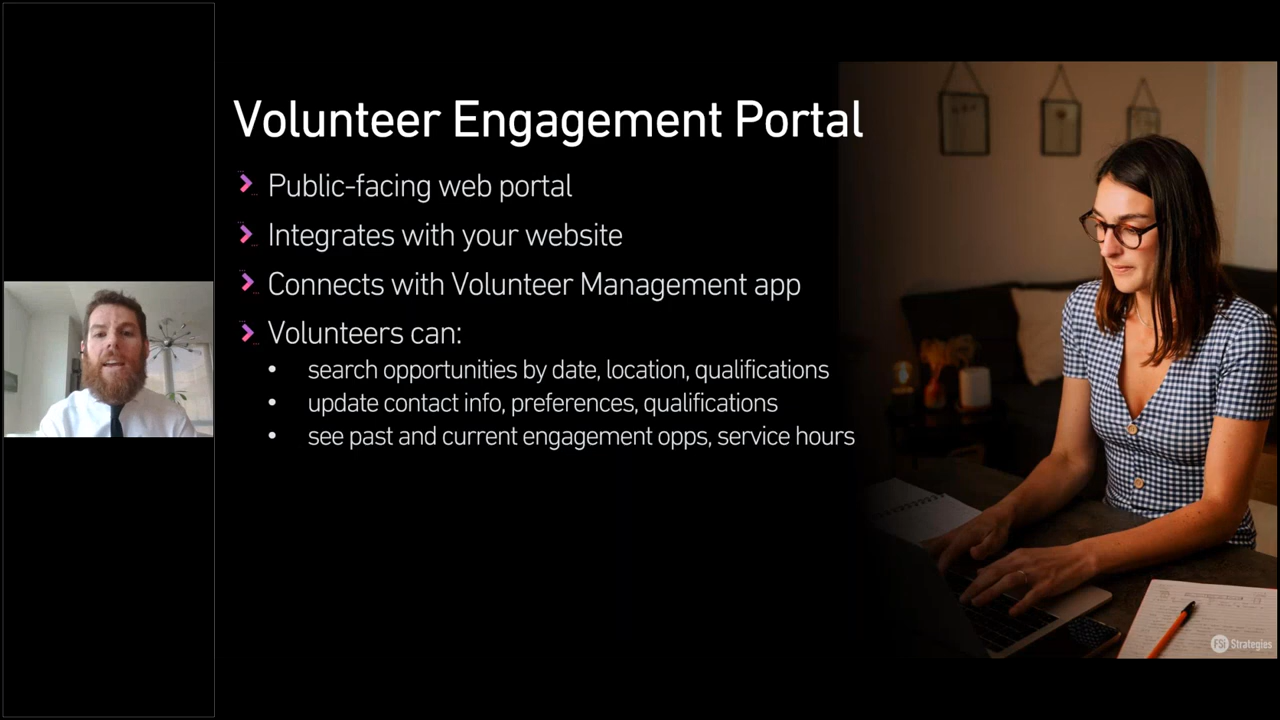 Volunteer Engagement Portal
Public-facing web portal
Integrates with your website
Connects with Volunteer Management app
Volunteers can:
• search opportunities by date, location, qualifications
• update contact info, preferences, qualifications
• see past and current engagement opps, service hours
FSi Strategies